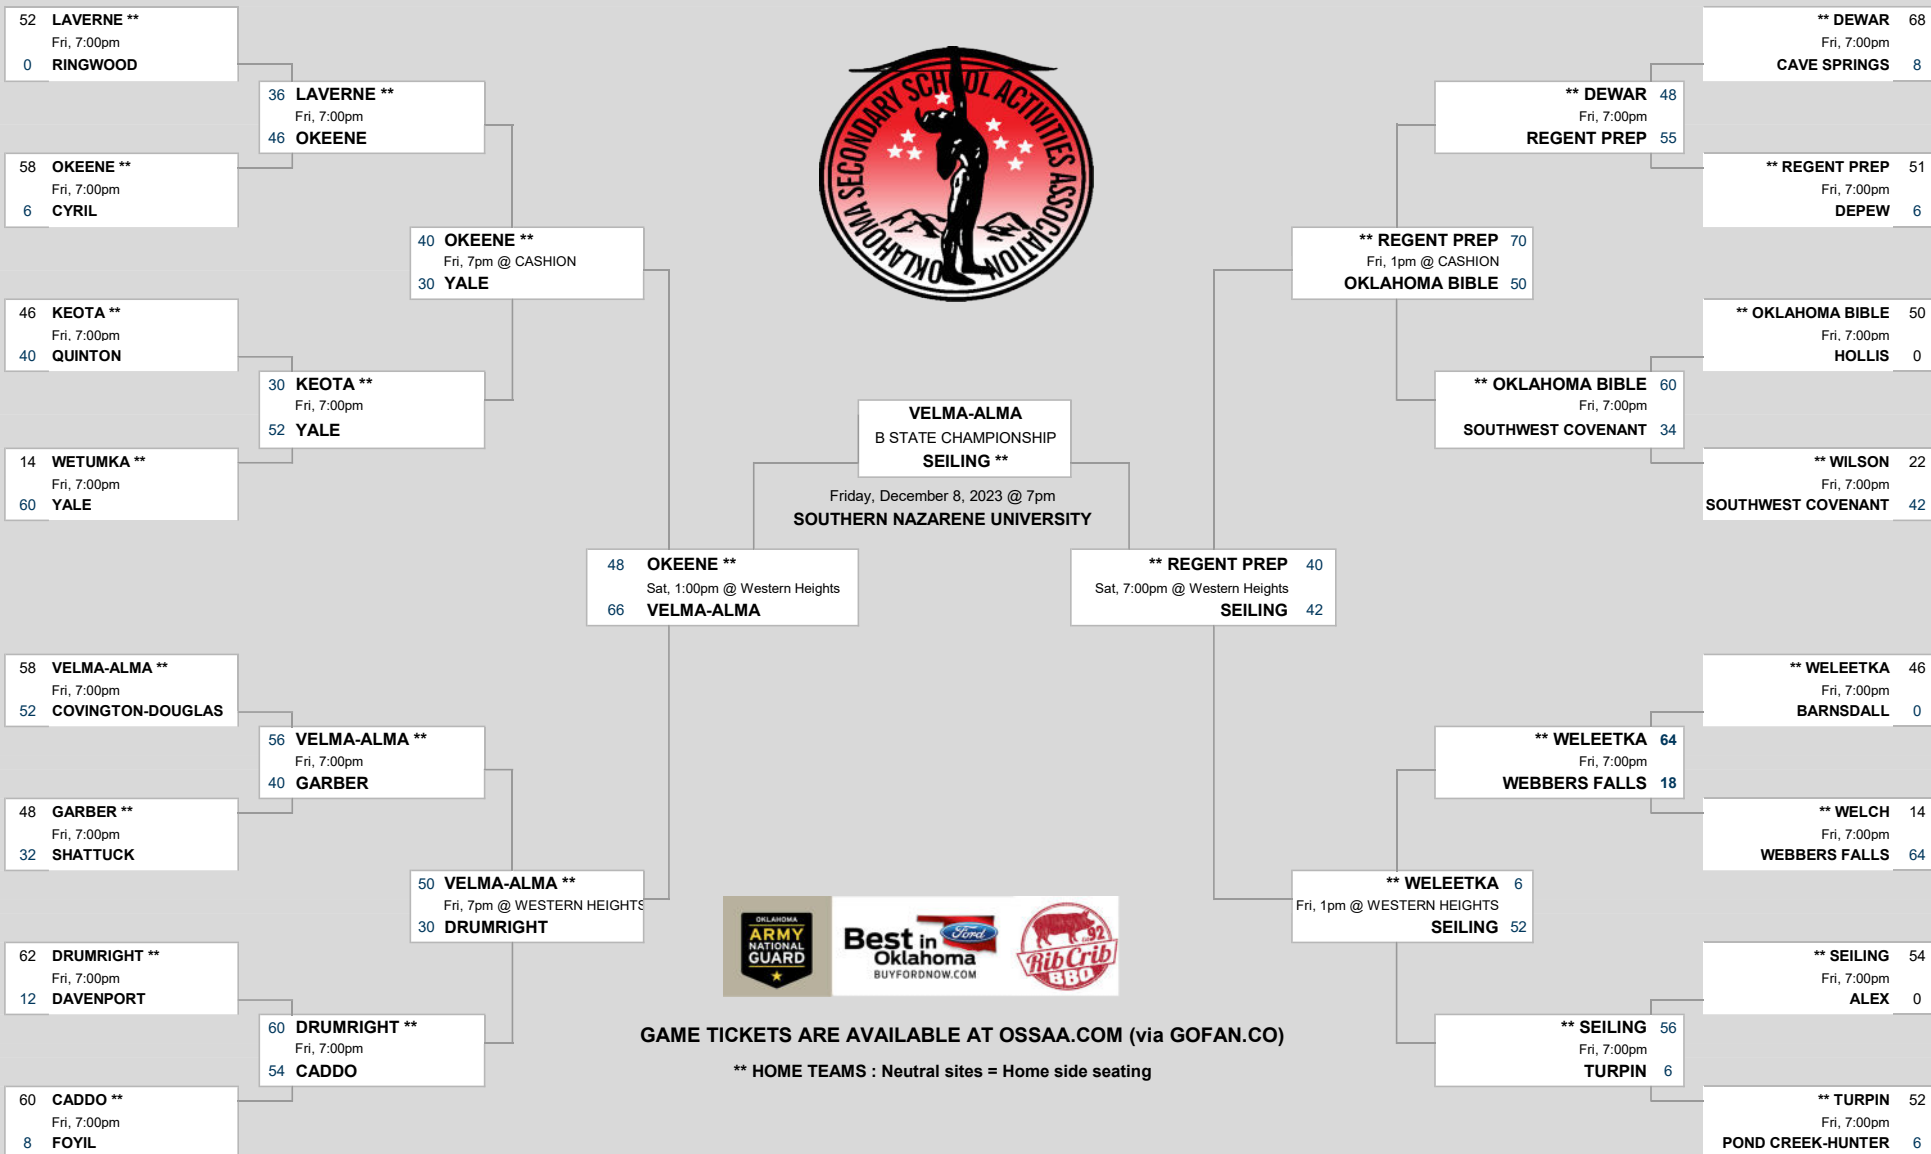 52 LAVERNE **
Fri, 7:00pm
0 RINGWOOD
58 OKEENE **
Fri, 7:00pm
6 CYRIL
46 KEOTA **
Fri, 7:00pm
40 QUINTON
14 WETUMKA **
Fri, 7:00pm
60 YALE
58 VELMA-ALMA **
Fri, 7:00pm
52 COVINGTON-DOUGLAS
48 GARBER **
Fri, 7:00pm
32 SHATTUCK
62 DRUMRIGHT **
Fri, 7:00pm
12 DAVENPORT
60 CADDO **
Fri, 7:00pm
8 FOYIL
36 LAVERNE **
Fri, 7:00pm
46 OKEENE
30 KEOTA **
Fri, 7:00pm
52 YALE
56 VELMA-ALMA **
Fri, 7:00pm
40 GARBER
60 DRUMRIGHT **
Fri, 7:00pm
54 CADDO
40 OKEENE **
Fri, 7pm @ CASHION
30 YALE
50 VELMA-ALMA **
Fri, 7pm @ WESTERN HEIGHTS
30 DRUMRIGHT
48 OKEENE **
Sat, 1:00pm @ Western Heights
66 VELMA-ALMA
OKLAHOMA SECONDARY SCHOOL ACTIVITIES ASSOCIATION
VELMA-ALMA
B STATE CHAMPIONSHIP
SEILING **
Friday, December 8, 2023 @ 7pm
SOUTHERN NAZARENE UNIVERSITY
** REGENT PREP 40
Sat, 7:00pm @ Western Heights
SEILING 42
** REGENT PREP 70
Fri, 1pm @ CASHION
OKLAHOMA BIBLE 50
** WELEETKA 6
Fri, 1pm @ WESTERN HEIGHTS
SEILING 52
** DEWAR 48
Fri, 7:00pm
REGENT PREP 55
** OKLAHOMA BIBLE 60
Fri, 7:00pm
SOUTHWEST COVENANT 34
** WELEETKA 64
Fri, 7:00pm
WEBBERS FALLS 18
** SEILING 56
Fri, 7:00pm
TURPIN 6
** DEWAR 68
Fri, 7:00pm
CAVE SPRINGS 8
** REGENT PREP 51
Fri, 7:00pm
DEPEW 6
** OKLAHOMA BIBLE 50
Fri, 7:00pm
HOLLIS 0
** WILSON 22
Fri, 7:00pm
SOUTHWEST COVENANT 42
** WELEETKA 46
Fri, 7:00pm
BARNSDALL 0
** WELCH 14
Fri, 7:00pm
WEBBERS FALLS 64
** SEILING 54
Fri, 7:00pm
ALEX 0
** TURPIN 52
Fri, 7:00pm
POND CREEK-HUNTER 6
OKLAHOMA
ARMY
NATIONAL
GUARD
Best in Ford
Oklahoma
BUYFORDNOW.COM
92
Rib Crib
BBQ
GAME TICKETS ARE AVAILABLE AT OSSAA.COM (via GOFAN.CO)
** HOME TEAMS : Neutral sites = Home side seating